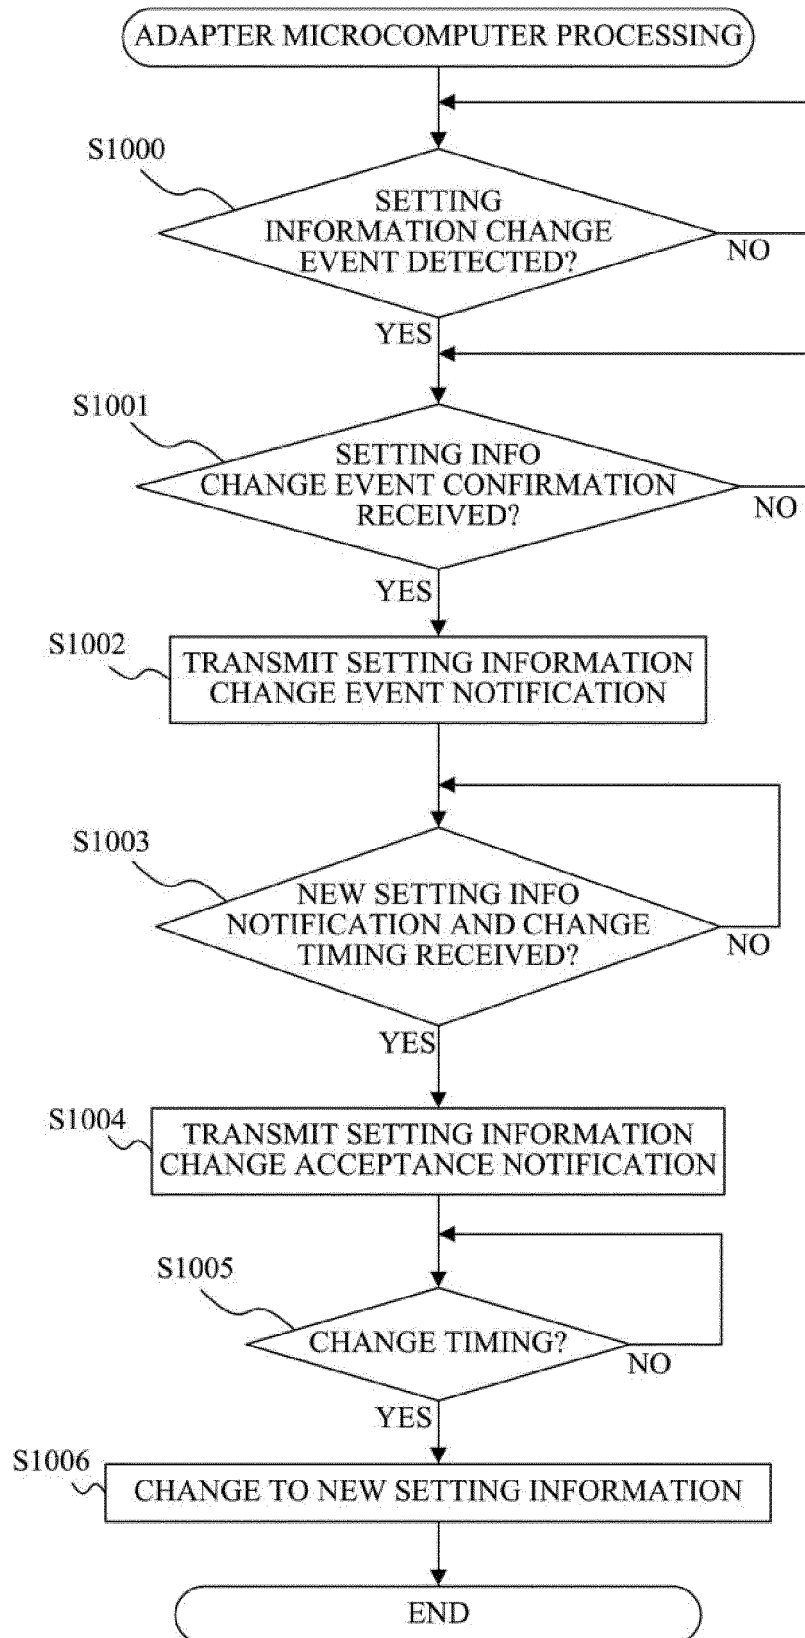 ADAPTER MICROCOMPUTER PROCESSING
S1000
SETTING
INFORMATION CHANGE
EVENT DETECTED?
NO
YES
S1001
SETTING INFO
CHANGE EVENT CONFIRMATION
RECEIVED?
NO
YES
S1002
TRANSMIT SETTING INFORMATION
CHANGE EVENT NOTIFICATION
S1003
NEW SETTING INFO
NOTIFICATION AND CHANGE
TIMING RECEIVED?
NO
YES
S1004
TRANSMIT SETTING INFORMATION
CHANGE ACCEPTANCE NOTIFICATION
S1005
CHANGE TIMING?
NO
YES
S1006
CHANGE TO NEW SETTING INFORMATION
END